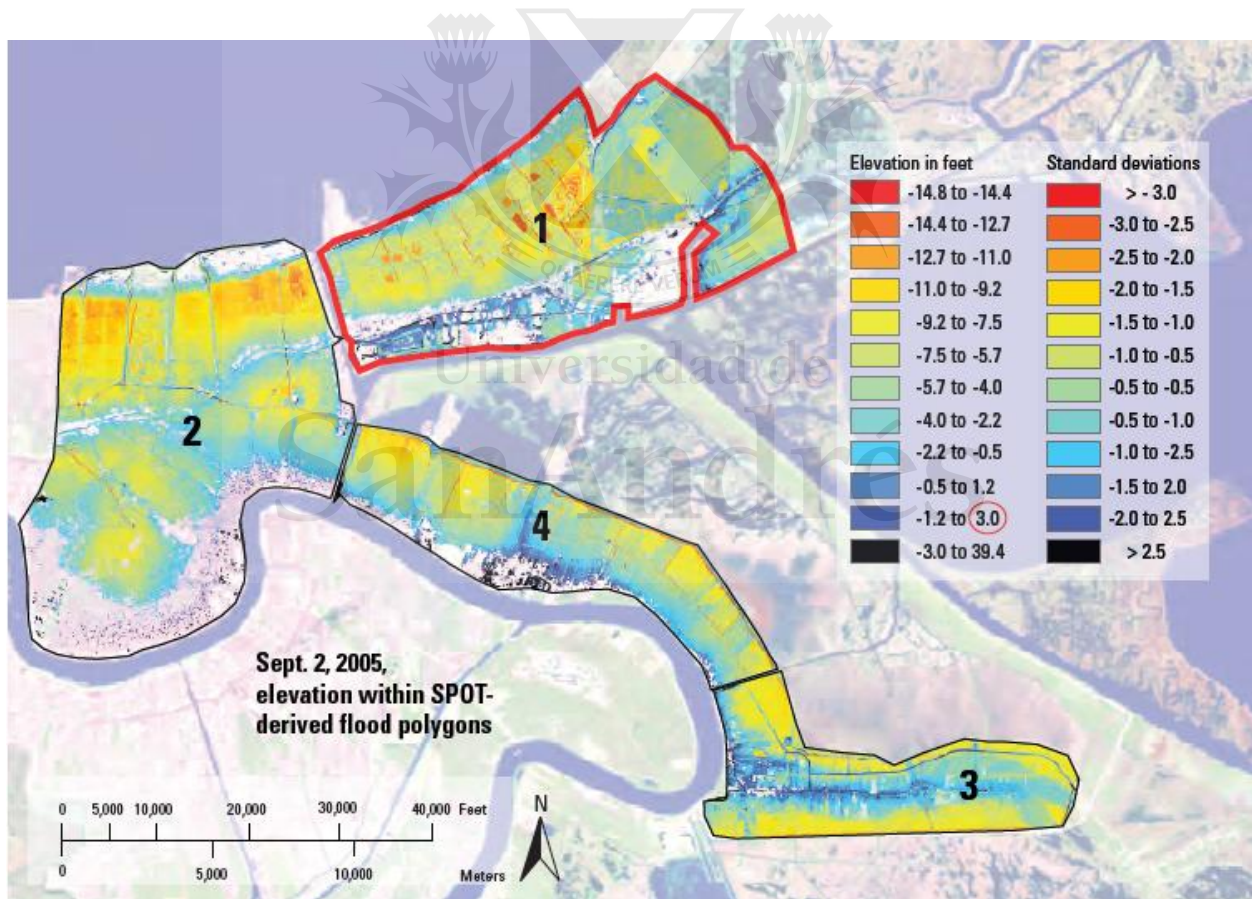 Elevation in feet
-14.8 to -14.4
-14.4 to -12.7
-12.7 to -11.0
-11.0 to -9.2
-9.2 to -7.5
-7.5 to -5.7
-5.7 to -4.0
-4.0 to -2.2
-2.2 to -0.5
-0.5 to 1.2
-1.2 to 3.0
-3.0 to 39.4
Standard deviations
> - 3.0
-3.0 to -2.5
-2.5 to -2.0
-2.0 to -1.5
-1.5 to -1.0
-1.0 to -0.5
-0.5 to -0.5
-0.5 to -1.0
-1.0 to -2.5
-1.5 to 2.0
-2.0 to 2.5
> 2.5
1
2
4
3
Universidad de
SanAndrés
Sept. 2, 2005,
elevation within SPOT-
derived flood polygons
0 5,000 10,000 20,000 30,000 40,000 Feet
0 5,000 10,000 Meters
N